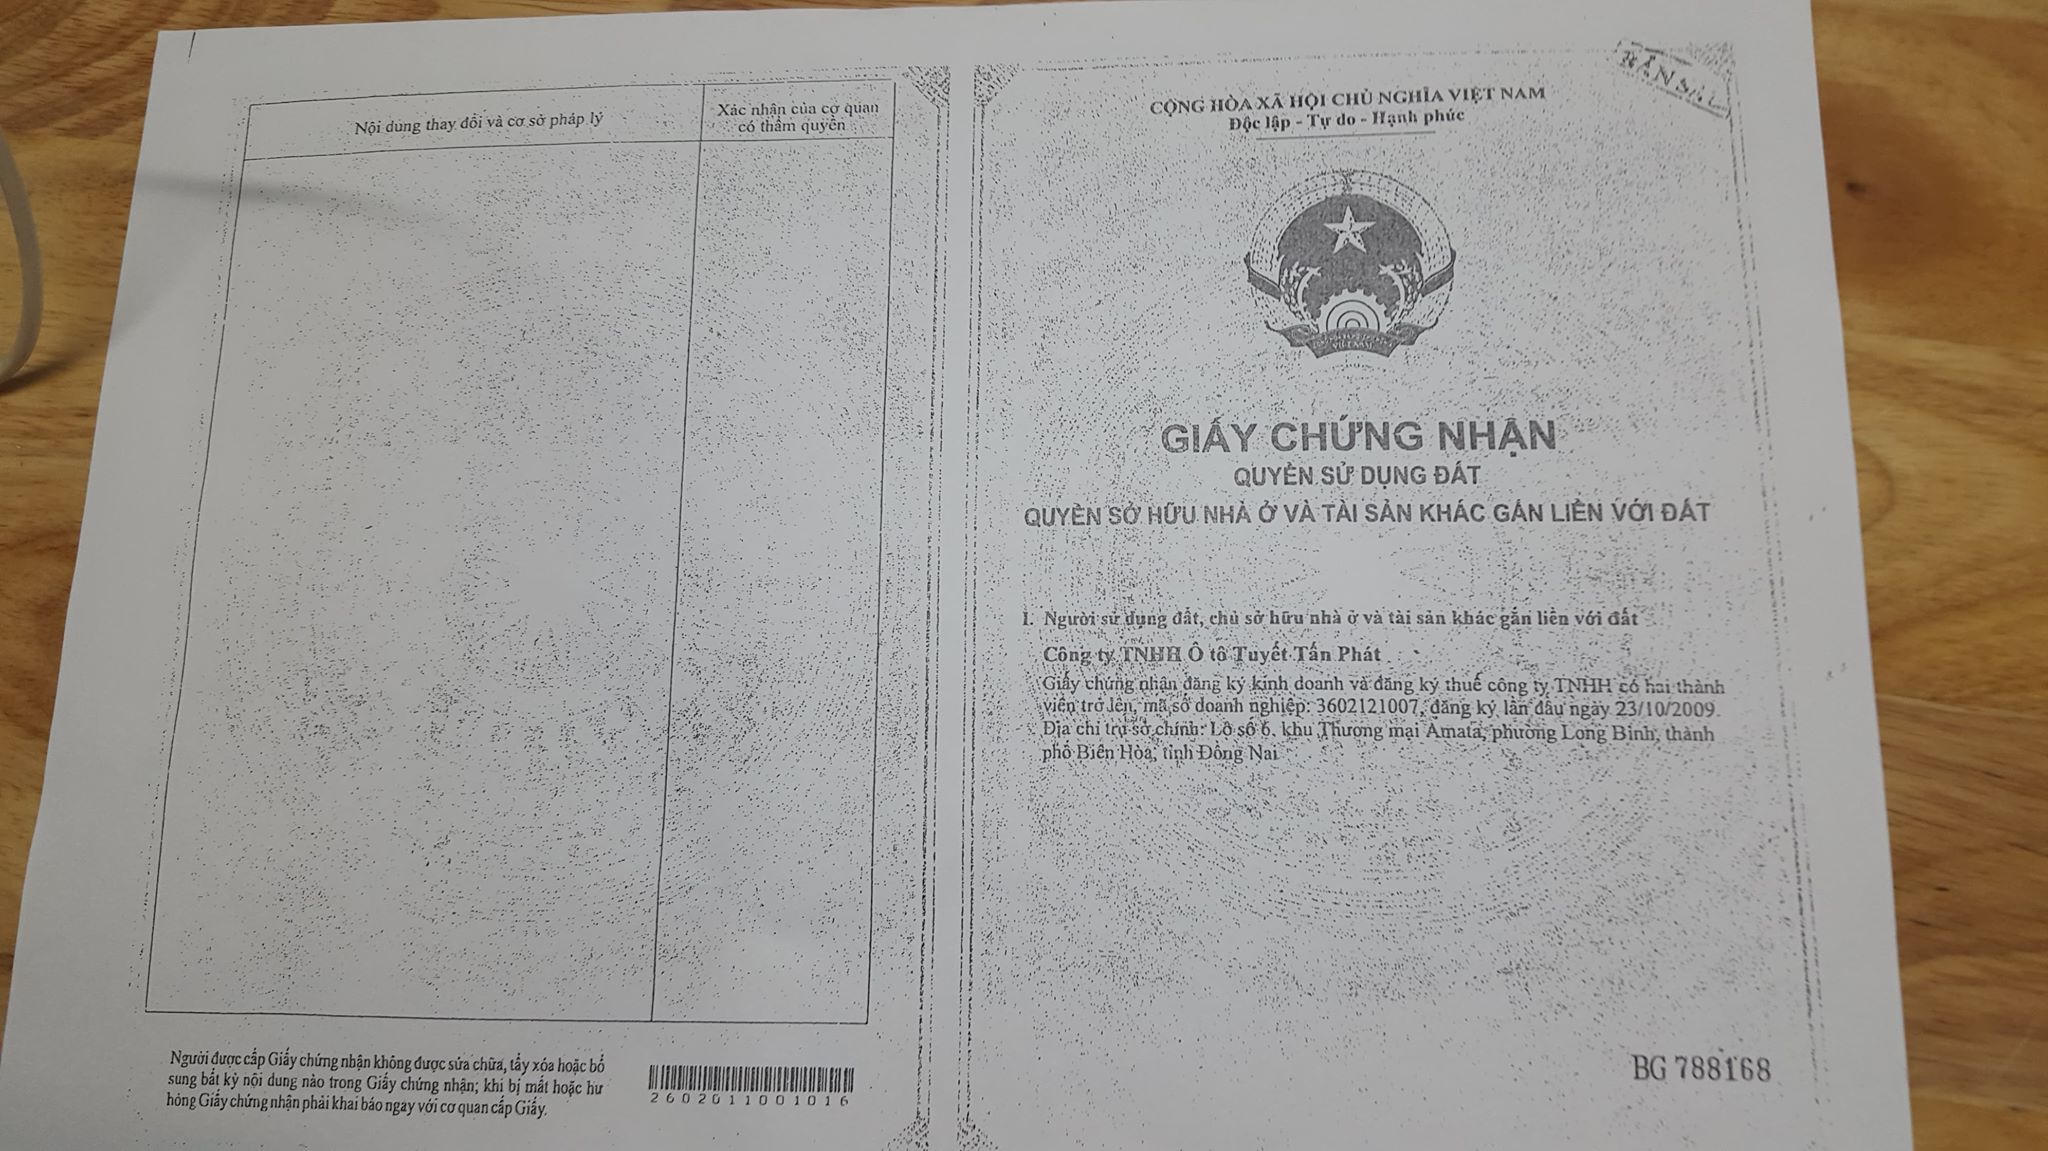 Nội dung thay đổi và cơ sở pháp lý
Xác nhận của cơ quan
có thẩm quyền
Người được cấp Giấy chứng nhận không được sửa chữa, tẩy xóa hoặc bổ
sung bất kỳ nội dung nào trong Giấy chứng nhận; khi bị mất hoặc hư
hỏng Giấy chứng nhận phải khai báo ngay với cơ quan cấp Giấy.
2602011001016
CỘNG HÒA XÃ HỘI CHỦ NGHĨA VIỆT NAM
Độc lập - Tự do - Hạnh phúc
VIỆT NAM
GIẤY CHỨNG NHẬN
QUYỀN SỬ DỤNG ĐẤT
QUYỀN SỞ HỮU NHÀ Ở VÀ TÀI SẢN KHÁC GẮN LIỀN VỚI ĐẤT
I. Người sử dụng đất, chủ sở hữu nhà ở và tài sản khác gắn liền với đất
Công ty TNHH Ô tô Tuyết Tấn Phát
Giấy chứng nhận đăng ký kinh doanh và đăng ký thuế công ty TNHH có hai thành
viên trở lên, mã số doanh nghiệp: 3602121007, đăng ký lần đầu ngày 23/10/2009.
Địa chỉ trụ sở chính: Lô số 6, khu Thương mại Amata, phường Long Bình, thành
phố Biên Hòa, tỉnh Đồng Nai
BG 788168